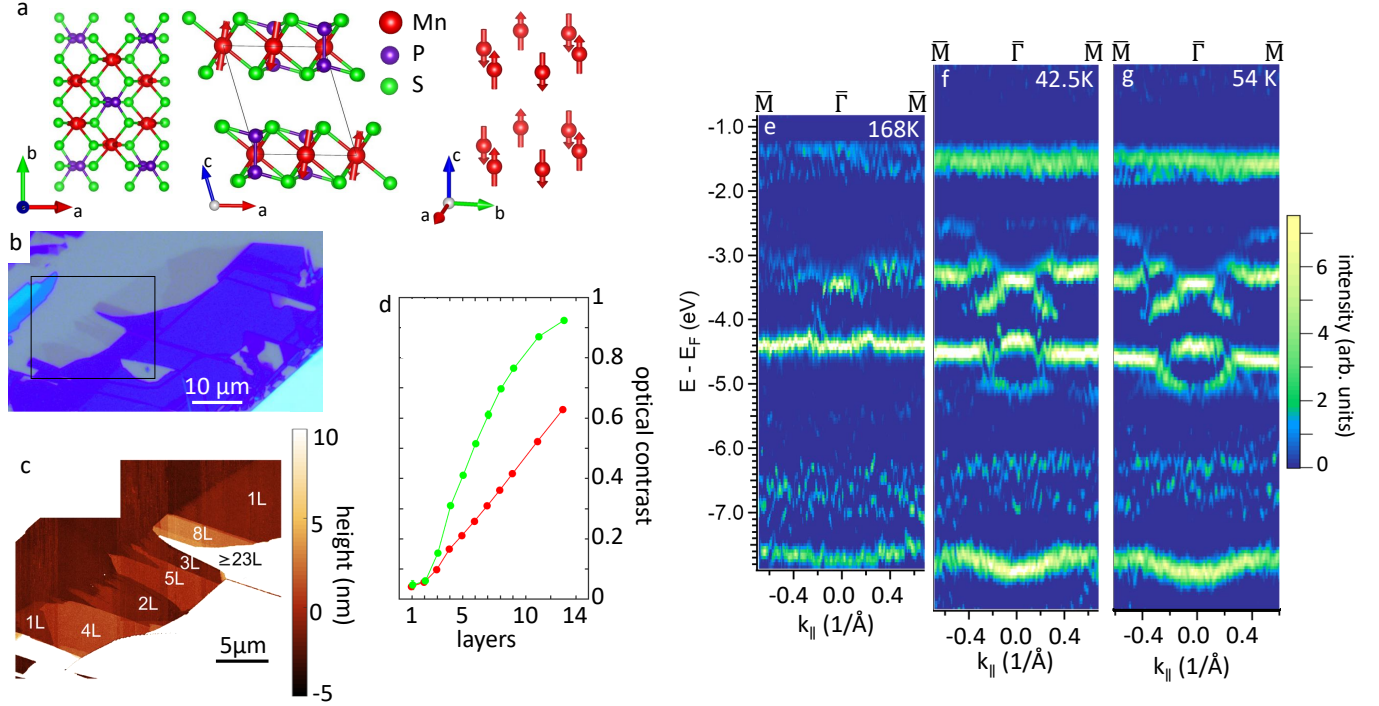 a
Mn
P
S
b
a
c
a
c
a
b
b
10 μm
c
1L
8L
3L
≥23L
5L
2L
1L
4L
5μm
10
5
0
-5
height (nm)
d
1
0.8
0.6
0.4
0.2
0
optical contrast
1
5
10
14
layers
M̅ Γ̅ M̅
e 168K
-1.0
-2.0
-3.0
-4.0
-5.0
-6.0
-7.0
E - E_F (eV)
-0.4 0.0 0.4
k_∥ (1/Å)
M̅ Γ̅ M̅
f 42.5K
-0.4 0.0 0.4
k_∥ (1/Å)
M̅ Γ̅ M̅
g 54 K
-0.4 0.0 0.4
k_∥ (1/Å)
6
4
2
0
intensity (arb. units)